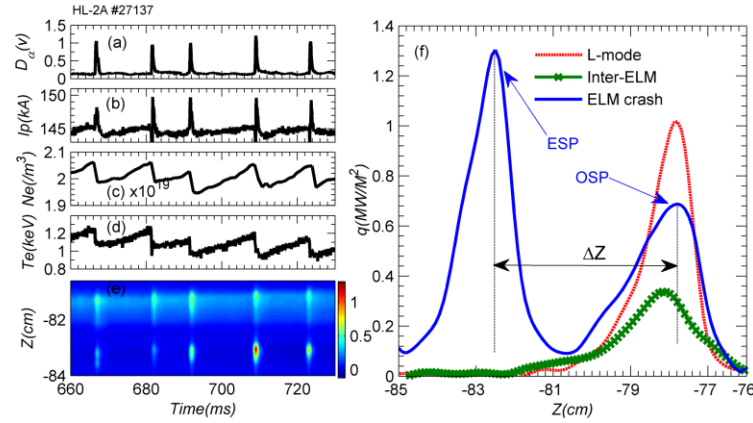 HL-2A #27137
Dα(v)
1.5
1
0.5
0
(a)
Ip(kA)
150
145
(b)
Ne(/m³)
2.1
2
1.9
(c) x10¹⁹
Te(keV)
1.2
1
0.8
(d)
Z(cm)
-82
-84
(e)
1
0.5
0
660 680 700 720
Time(ms)
(f)
L-mode
Inter-ELM
ELM crash
ESP
OSP
ΔZ
q(MW/M²)
1.4
1.2
1
0.8
0.6
0.4
0.2
0
-85 -83 -81 -79 -77 -76
Z(cm)